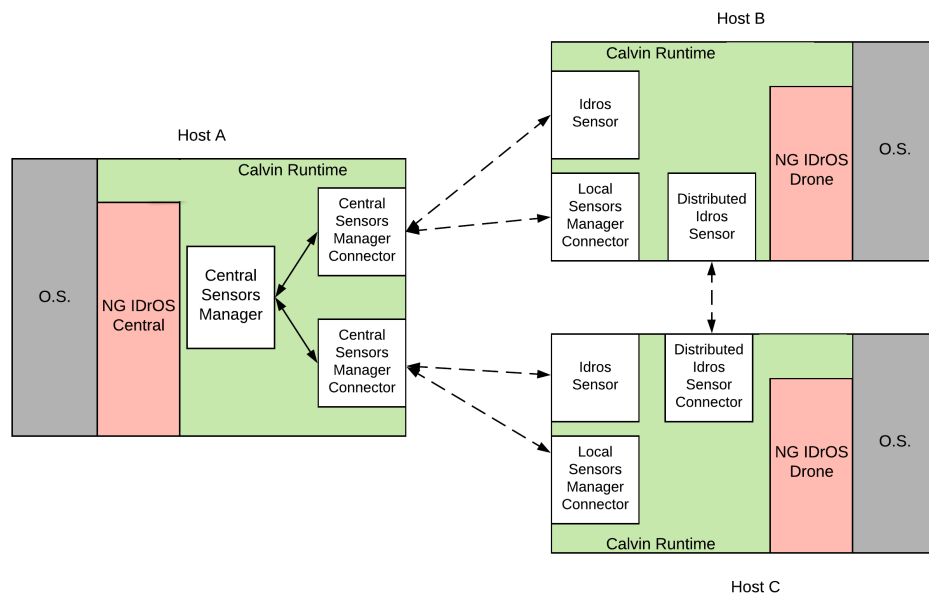 Host A
O.S.
NG IDrOS
Central
Calvin Runtime
Central
Sensors
Manager
Central
Sensors
Manager
Connector
Central
Sensors
Manager
Connector
Host B
Calvin Runtime
Idros
Sensor
Local
Sensors
Manager
Connector
Distributed
Idros
Sensor
NG IDrOS
Drone
O.S.
Idros
Sensor
Distributed
Idros
Sensor
Connector
Local
Sensors
Manager
Connector
NG IDrOS
Drone
O.S.
Calvin Runtime
Host C